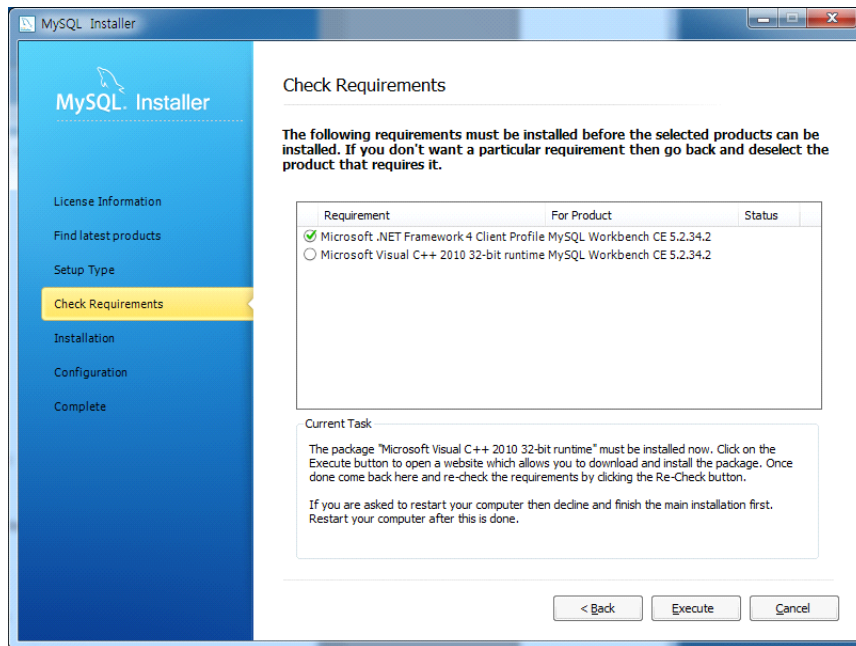 MySQL Installer
MySQL. Installer
License Information
Find latest products
Setup Type
Check Requirements
Installation
Configuration
Complete
Check Requirements
The following requirements must be installed before the selected products can be
installed. If you don't want a particular requirement then go back and deselect the
product that requires it.
Requirement For Product Status
Microsoft .NET Framework 4 Client Profile MySQL Workbench CE 5.2.34.2
Microsoft Visual C++ 2010 32-bit runtime MySQL Workbench CE 5.2.34.2
Current Task
The package "Microsoft Visual C++ 2010 32-bit runtime" must be installed now. Click on the
Execute button to open a website which allows you to download and install the package. Once
done come back here and re-check the requirements by clicking the Re-Check button.
If you are asked to restart your computer then decline and finish the main installation first.
Restart your computer after this is done.
< Back Execute Cancel